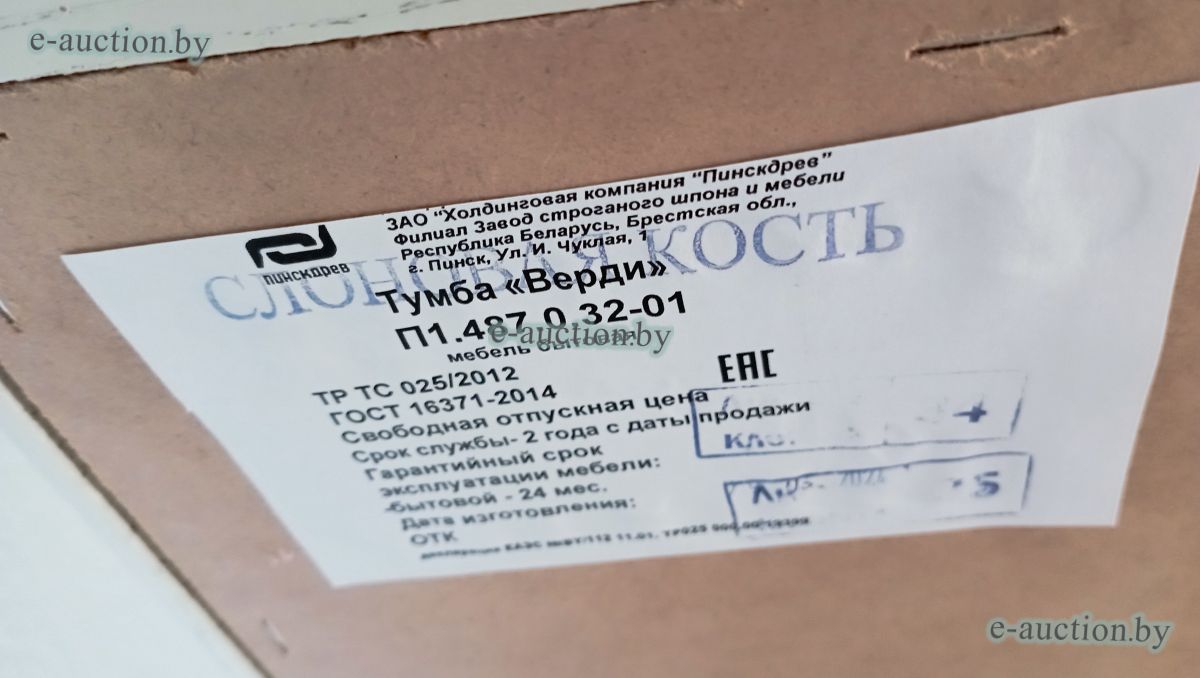 e-auction.by
ПИНСКДРЕВ
ЗАО "Холдинговая компания "Пинскдрев"
Филиал Завод строганого шпона и мебели
Республика Беларусь, Брестская обл.,
г. Пинск, Ул. И. Чуклая, 1
СЛОНОВАЯ КОСТЬ
Тумба «Верди»
П1.487.0.32-01
e-auction.by
мебель бытовая
ТР ТС 025/2012
EAC
ГОСТ 16371-2014
Свободная отпускная цена
Срок службы- 2 года с даты продажи
Гарантийный срок
эксплуатации мебели:
-бытовой - 24 мес.
Дата изготовления:
ОТК
e-auction.by